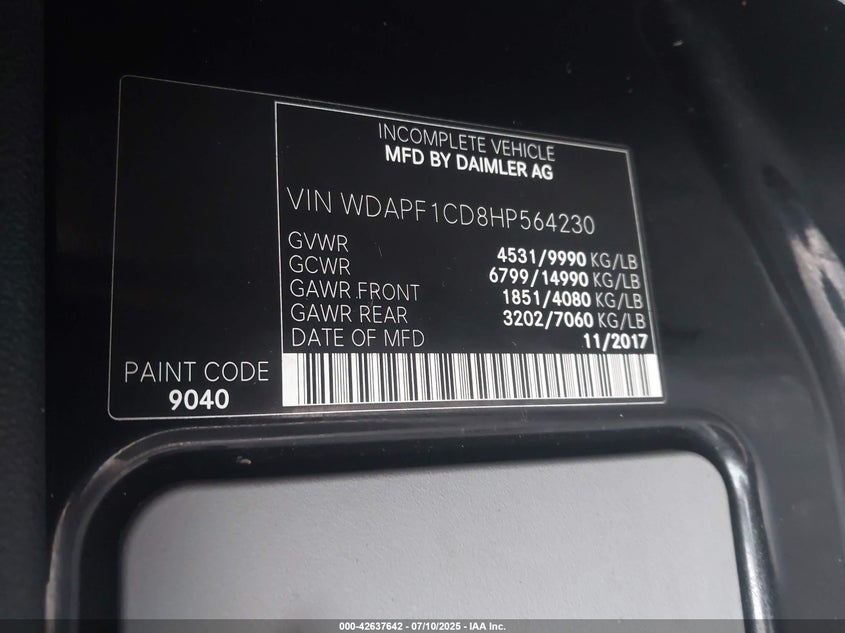 INCOMPLETE VEHICLE
MFD BY DAIMLER AG
VIN WDAPF1CD8HP564230
GVWR 4531/9990 KG/LB
GCWR 6799/14990 KG/LB
GAWR FRONT 1851/4080 KG/LB
GAWR REAR 3202/7060 KG/LB
DATE OF MFD 11/2017
PAINT CODE
9040
000-42637642 - 07/10/2025 - IAA Inc.